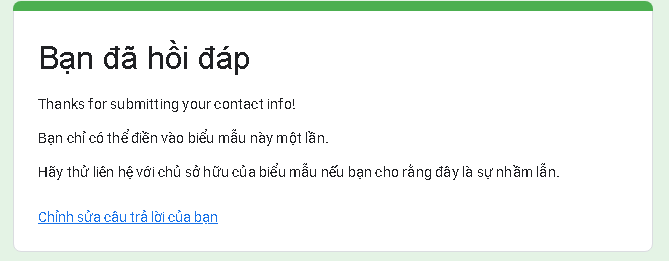 Bạn đã hồi đáp
Thanks for submitting your contact info!
Bạn chỉ có thể điền vào biểu mẫu này một lần.
Hãy thử liên hệ với chủ sở hữu của biểu mẫu nếu bạn cho rằng đây là sự nhầm lẫn.
Chỉnh sửa câu trả lời của bạn